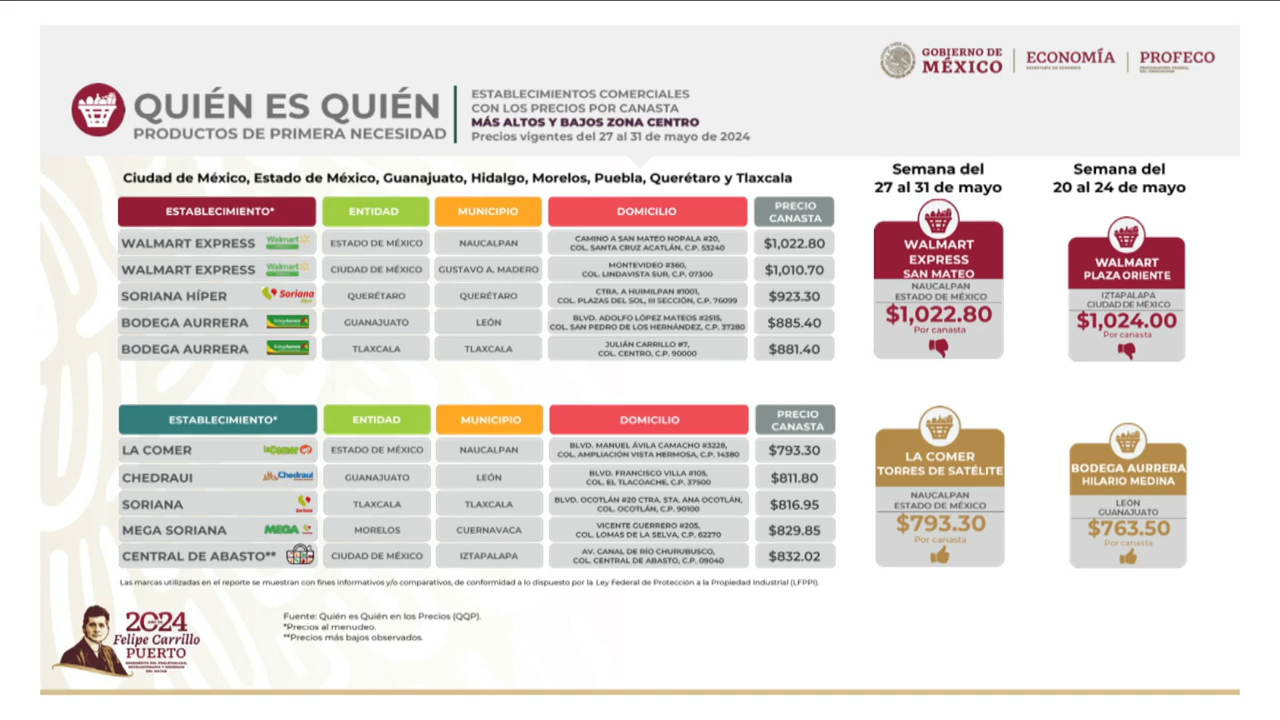 GOBIERNO DE
MÉXICO
ECONOMÍA
SECRETARÍA DE ECONOMÍA
PROFECO
PROCURADURÍA FEDERAL
DEL CONSUMIDOR
QUIÉN ES QUIÉN
PRODUCTOS DE PRIMERA NECESIDAD
ESTABLECIMIENTOS COMERCIALES
CON LOS PRECIOS POR CANASTA
MÁS ALTOS Y BAJOS ZONA CENTRO
Precios vigentes del 27 al 31 de mayo de 2024
Ciudad de México, Estado de México, Guanajuato, Hidalgo, Morelos, Puebla, Querétaro y Tlaxcala
ESTABLECIMIENTO* ENTIDAD MUNICIPIO DOMICILIO PRECIO CANASTA
WALMART EXPRESS Walmart ESTADO DE MÉXICO NAUCALPAN CAMINO A SAN MATEO NOPALA #20, COL. SANTA CRUZ ACATLÁN, C.P. 53240 $1,022.80
WALMART EXPRESS Walmart CIUDAD DE MÉXICO GUSTAVO A. MADERO MONTEVIDEO #360, COL. LINDAVISTA SUR, C.P. 07300 $1,010.70
SORIANA HÍPER Soriana QUERÉTARO QUERÉTARO CTRA. A HUIMILPAN #1001, COL. PLAZAS DEL SOL, III SECCIÓN, C.P. 76099 $923.30
BODEGA AURRERA GUANAJUATO LEÓN BLVD. ADOLFO LÓPEZ MATEOS #2515, COL. SAN PEDRO DE LOS HERNÁNDEZ, C.P. 37280 $885.40
BODEGA AURRERA TLAXCALA TLAXCALA JULIÁN CARRILLO #7, COL. CENTRO, C.P. 90000 $881.40
ESTABLECIMIENTO* ENTIDAD MUNICIPIO DOMICILIO PRECIO CANASTA
LA COMER laComer ESTADO DE MÉXICO NAUCALPAN BLVD. MANUEL ÁVILA CAMACHO #3228, COL. AMPLIACIÓN VISTA HERMOSA, C.P. 14380 $793.30
CHEDRAUI Chedraui GUANAJUATO LEÓN BLVD. FRANCISCO VILLA #105, COL. EL TLACOACHE, C.P. 37500 $811.80
SORIANA Soriana TLAXCALA TLAXCALA BLVD. OCOTLÁN #20 CTRA. STA. ANA OCOTLÁN, COL. OCOTLÁN, C.P. 90100 $816.95
MEGA SORIANA MEGA MORELOS CUERNAVACA VICENTE GUERRERO #205, COL. LOMAS DE LA SELVA, C.P. 62270 $829.85
CENTRAL DE ABASTO** CIUDAD DE MÉXICO IZTAPALAPA AV. CANAL DE RÍO CHURUBUSCO, COL. CENTRAL DE ABASTO, C.P. 09040 $832.02
Semana del
27 al 31 de mayo
WALMART
EXPRESS
SAN MATEO
NAUCALPAN
ESTADO DE MÉXICO
$1,022.80
Por canasta
Semana del
20 al 24 de mayo
WALMART
PLAZA ORIENTE
IZTAPALAPA
CIUDAD DE MÉXICO
$1,024.00
Por canasta
LA COMER
TORRES DE SATÉLITE
NAUCALPAN
ESTADO DE MÉXICO
$793.30
Por canasta
BODEGA AURRERA
HILARIO MEDINA
LEÓN
GUANAJUATO
$763.50
Por canasta
Las marcas utilizadas en el reporte se muestran con fines informativos y/o comparativos, de conformidad a lo dispuesto por la Ley Federal de Protección a la Propiedad Industrial (LFPPI).
Fuente: Quién es Quién en los Precios (QQP).
*Precios al menudeo.
**Precios más bajos observados.
2024
Felipe Carrillo
PUERTO